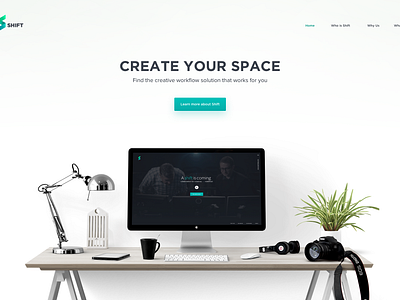 SHIFT
Home
Who is Shift
Why Us
Who
CREATE YOUR SPACE
Find the creative workflow solution that works for you
Learn more about Shift
A shift is coming